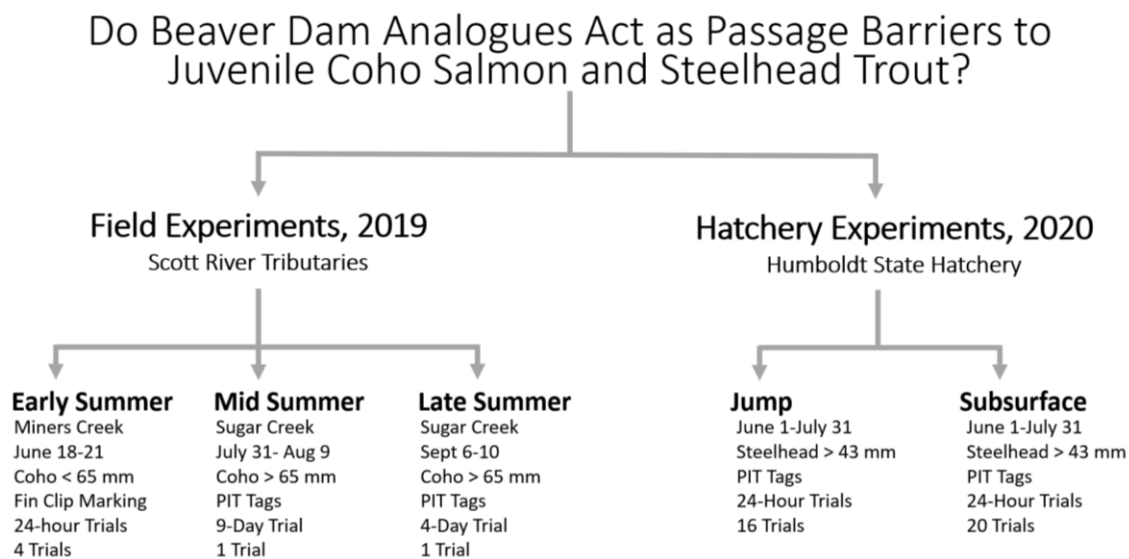 Do Beaver Dam Analogues Act as Passage Barriers to
Juvenile Coho Salmon and Steelhead Trout?
Field Experiments, 2019
Scott River Tributaries
Hatchery Experiments, 2020
Humboldt State Hatchery
Early Summer
Miners Creek
June 18-21
Coho < 65 mm
Fin Clip Marking
24-hour Trials
4 Trials
Mid Summer
Sugar Creek
July 31- Aug 9
Coho > 65 mm
PIT Tags
9-Day Trial
1 Trial
Late Summer
Sugar Creek
Sept 6-10
Coho > 65 mm
PIT Tags
4-Day Trial
1 Trial
Jump
June 1-July 31
Steelhead > 43 mm
PIT Tags
24-Hour Trials
16 Trials
Subsurface
June 1-July 31
Steelhead > 43 mm
PIT Tags
24-Hour Trials
20 Trials